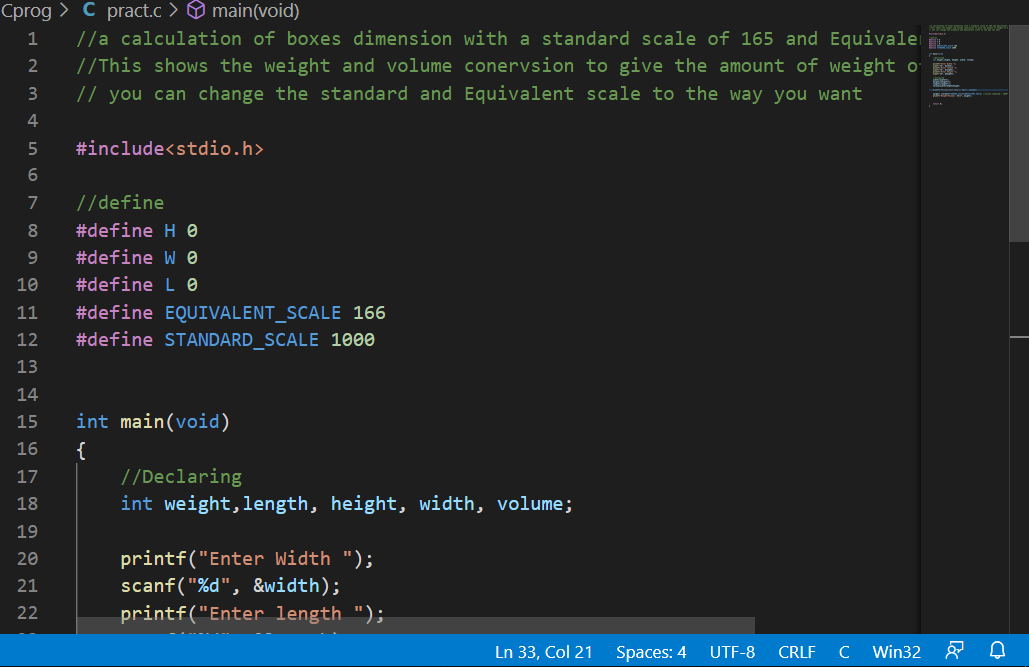 Cprog > C pract.c > main(void)
1 //a calculation of boxes dimension with a standard scale of 165 and
2 //This shows the weight and volume conervsion to give the amount of weight
3 // you can change the standard and Equivalent scale to the way you want
4
5 #include<stdio.h>
6
7 //define
8 #define H 0
9 #define W 0
10 #define L 0
11 #define EQUIVALENT_SCALE 166
12 #define STANDARD_SCALE 1000
13
14
15 int main(void)
16 {
17 //Declaring
18 int weight,length, height, width, volume;
19
20 printf("Enter Width ");
21 scanf("%d", &width);
22 printf("Enter length ");
Ln 33, Col 21 Spaces: 4 UTF-8 CRLF C Win32